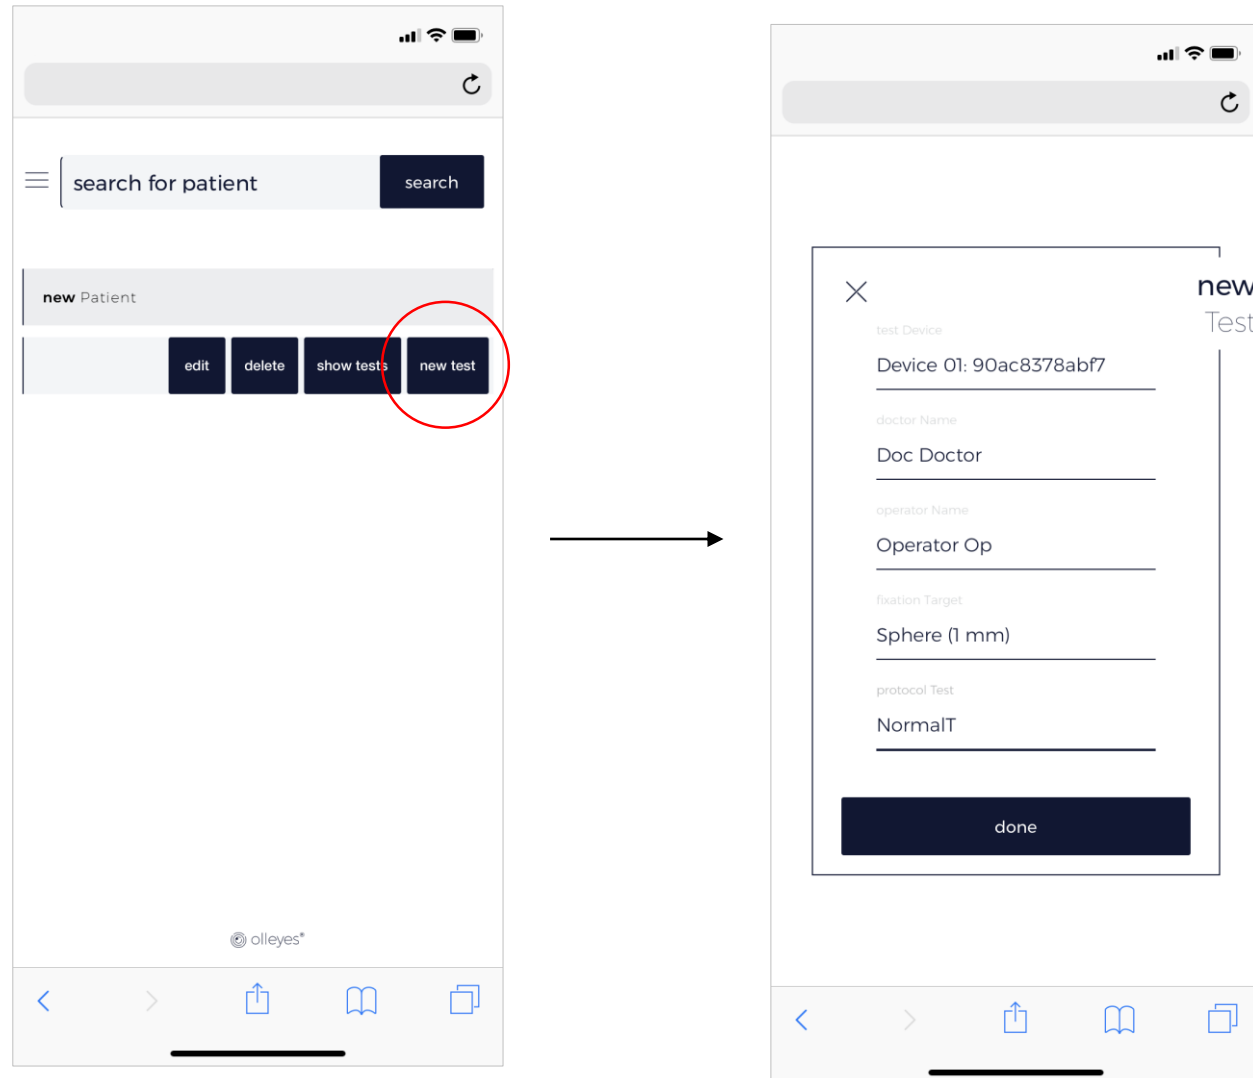 search for patient
search
new Patient
edit
delete
show tests
new test
olleyes®
new
Test
test Device
Device 01: 90ac8378abf7
doctor Name
Doc Doctor
operator Name
Operator Op
fixation Target
Sphere (1 mm)
protocol Test
NormalT
done